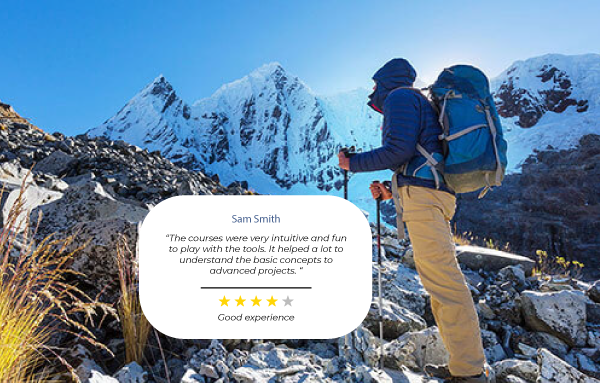 Sam Smith
“The courses were very intuitive and fun
to play with the tools. It helped a lot to
understand the basic concepts to
advanced projects. ”
Good experience